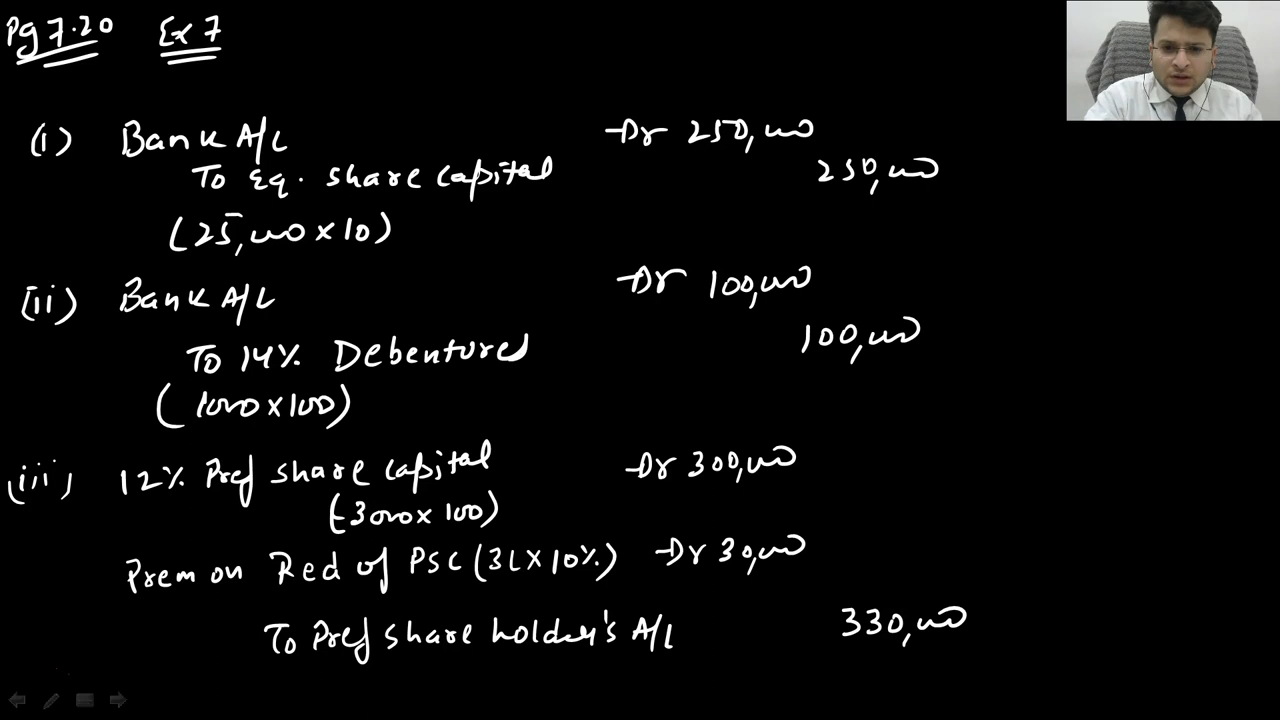 Pg 7.20 Ex 7
(i) Bank A/c Dr 250,000
To Eq. share capital 250,000
(25,000 x 10)
(ii) Bank A/c Dr 100,000
To 14% Debentures 100,000
(1000 x 100)
(iii) 12% Pref share capital Dr 300,000
(3000 x 100)
Prem on Red of PSC (3L x 10%) Dr 30,000
To Pref share holder's A/c 330,000